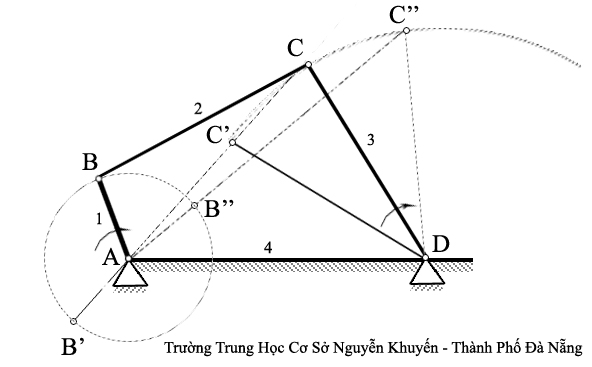 C’’
C
2
C’
3
B
B’’
1
A
4
D
B’
Trường Trung Học Cơ Sở Nguyễn Khuyến - Thành Phố Đà Nẵng